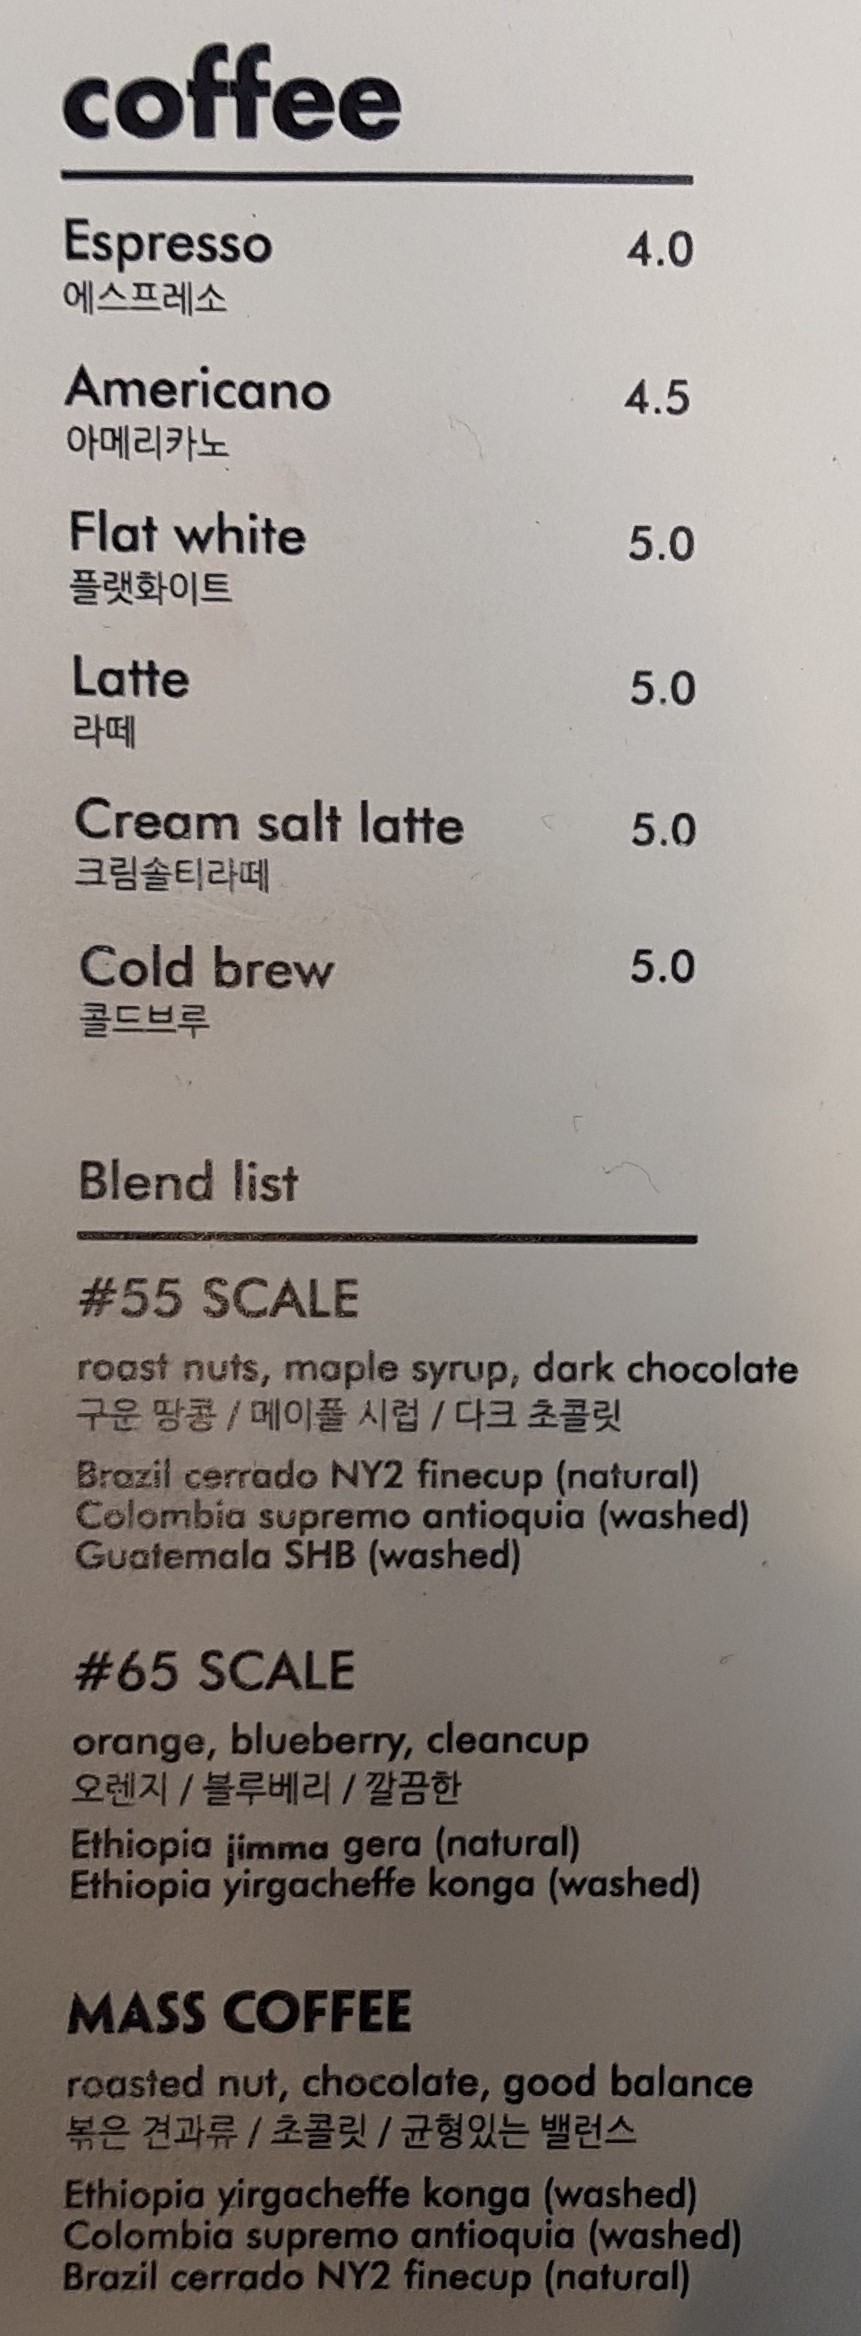 coffee
Espresso 4.0
에스프레소
Americano 4.5
아메리카노
Flat white 5.0
플랫화이트
Latte 5.0
라떼
Cream salt latte 5.0
크림솔티라떼
Cold brew 5.0
콜드브루
Blend list
#55 SCALE
roast nuts, maple syrup, dark chocolate
구운 땅콩 / 메이풀 시럽 / 다크 초콜릿
Brazil cerrado NY2 finecup (natural)
Colombia supremo antioquia (washed)
Guatemala SHB (washed)
#65 SCALE
orange, blueberry, cleancup
오렌지 / 블루베리 / 깔끔한
Ethiopia jimma gera (natural)
Ethiopia yirgacheffe konga (washed)
MASS COFFEE
roasted nut, chocolate, good balance
볶은 견과류 / 초콜릿 / 균형있는 밸런스
Ethiopia yirgacheffe konga (washed)
Colombia supremo antioquia (washed)
Brazil cerrado NY2 finecup (natural)